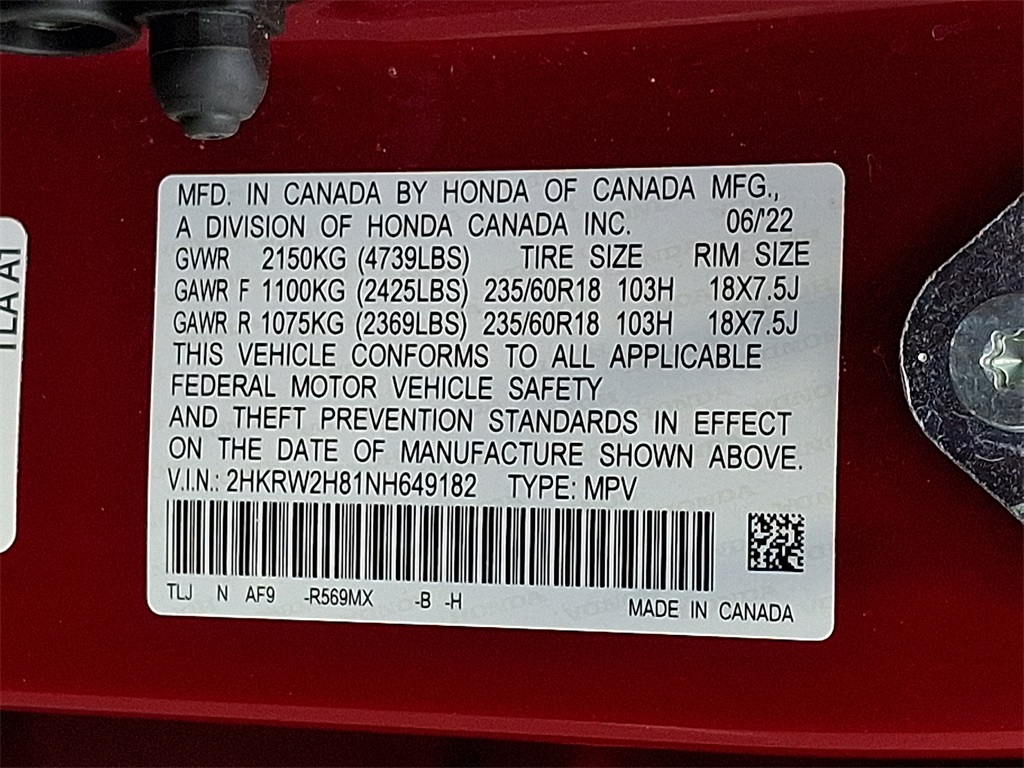 MFD. IN CANADA BY HONDA OF CANADA MFG.,
A DIVISION OF HONDA CANADA INC. 06/'22
GVWR 2150KG (4739LBS) TIRE SIZE RIM SIZE
GAWR F 1100KG (2425LBS) 235/60R18 103H 18X7.5J
GAWR R 1075KG (2369LBS) 235/60R18 103H 18X7.5J
THIS VEHICLE CONFORMS TO ALL APPLICABLE
FEDERAL MOTOR VEHICLE SAFETY
AND THEFT PREVENTION STANDARDS IN EFFECT
ON THE DATE OF MANUFACTURE SHOWN ABOVE.
V.I.N.: 2HKRW2H81NH649182 TYPE: MPV
TLJ N AF9 -R569MX -B -H
MADE IN CANADA